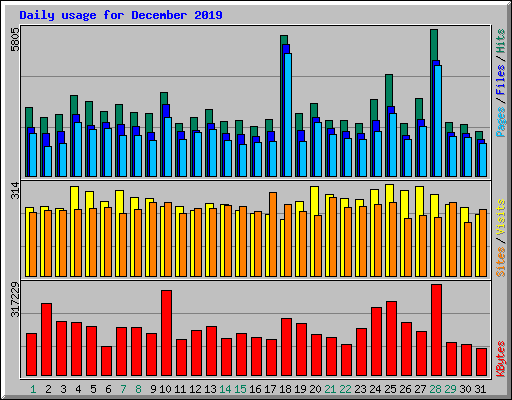 Daily usage for December 2019
5805
Pages / Files / Hits
314
Sites / Visits
317229
KBytes
1 2 3 4 5 6 7 8 9 10 11 12 13 14 15 16 17 18 19 20 21 22 23 24 25 26 27 28 29 30 31